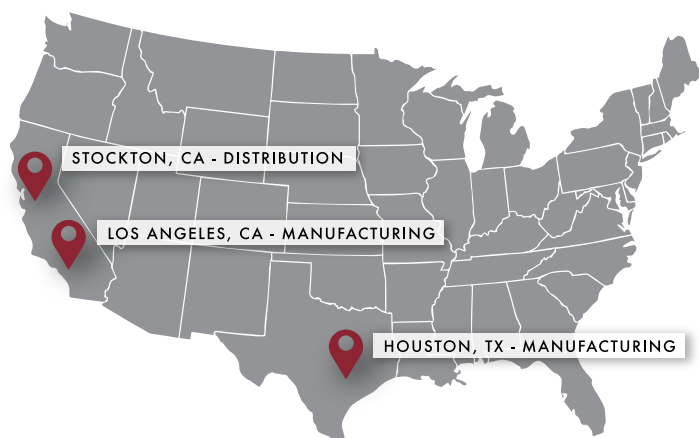 STOCKTON, CA - DISTRIBUTION
LOS ANGELES, CA - MANUFACTURING
HOUSTON, TX - MANUFACTURING